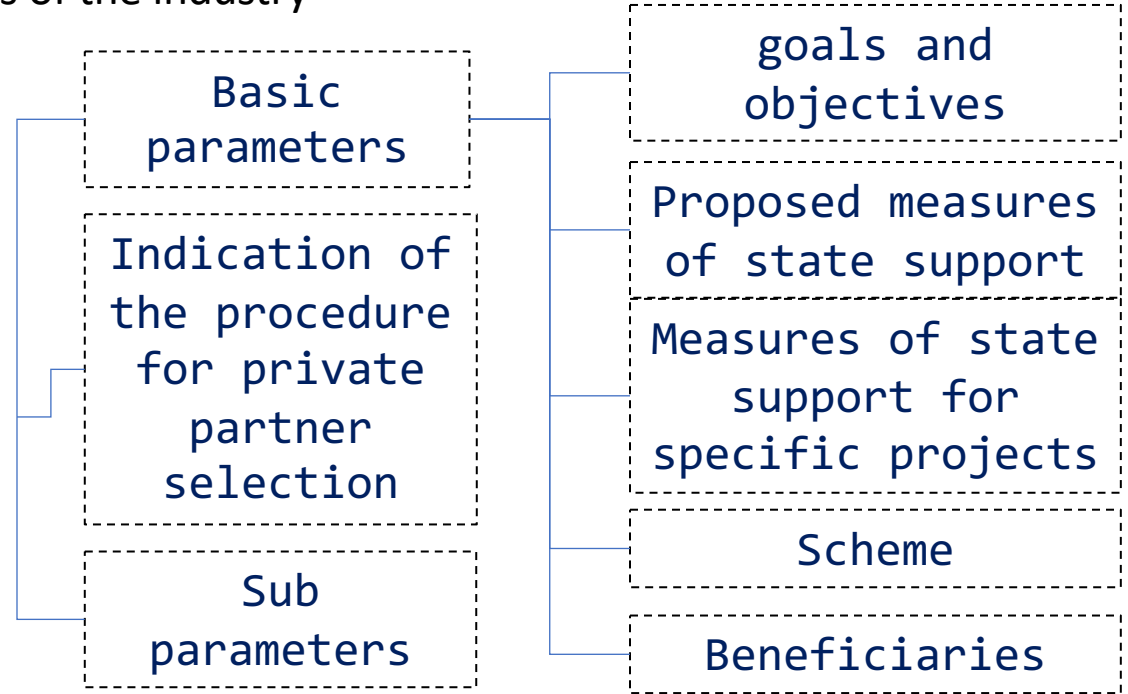 s of the industry
Basic
parameters
Indication of
the procedure
for private
partner
selection
Sub
parameters
goals and
objectives
Proposed measures
of state support
Measures of state
support for
specific projects
Scheme
Beneficiaries